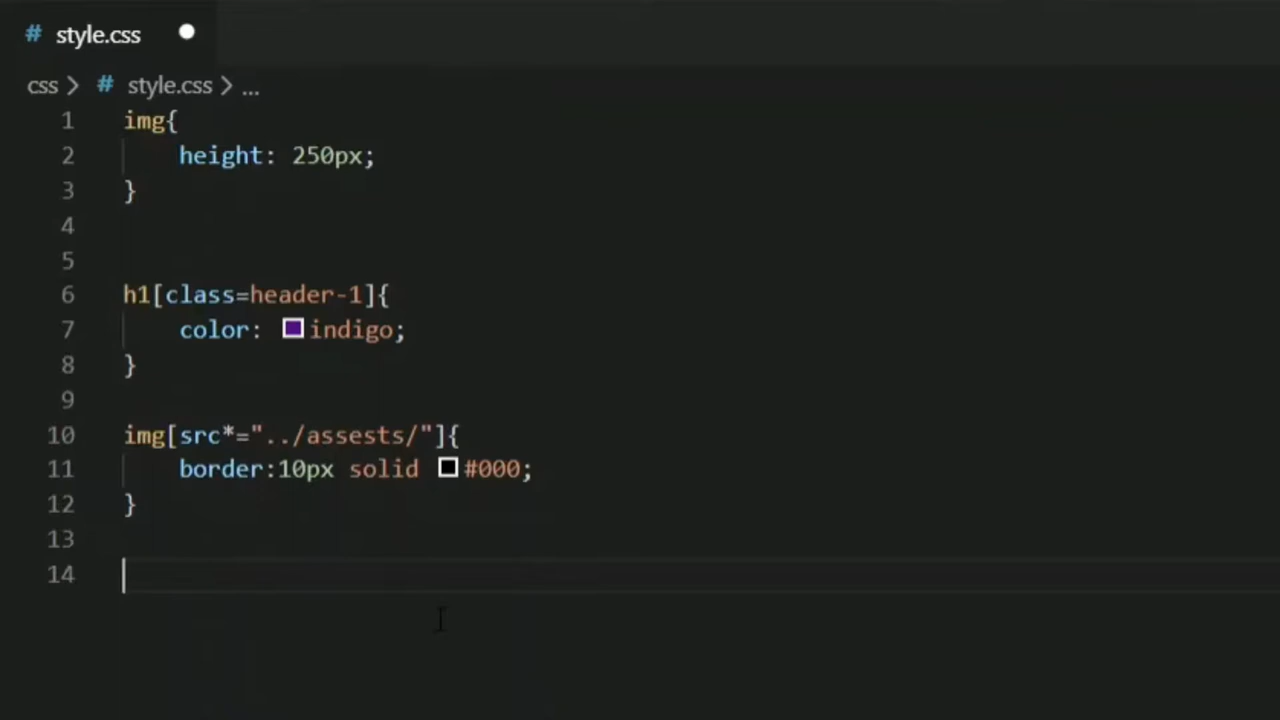 # style.css
css > # style.css > ...
1 img{
2 height: 250px;
3 }
4
5
6 h1[class=header-1]{
7 color: indigo;
8 }
9
10 img[src*="../assests/"]{
11 border:10px solid #000;
12 }
13
14